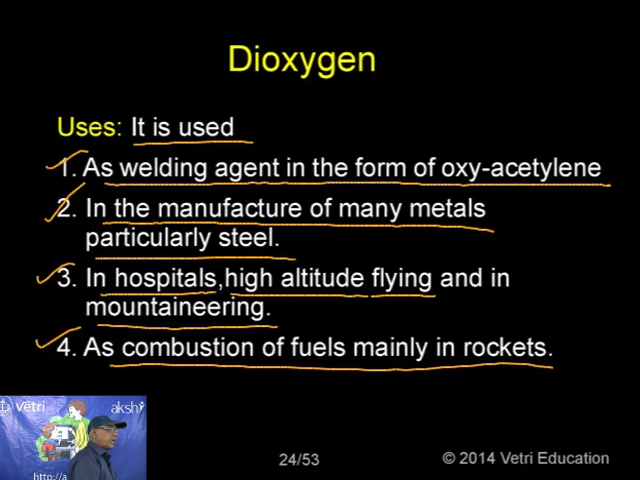 Dioxygen
Uses: It is used
1. As welding agent in the form of oxy-acetylene
2. In the manufacture of many metals
particularly steel.
3. In hospitals,high altitude flying and in
mountaineering.
4. As combustion of fuels mainly in rockets.
vetri
aksh
http://a
24/53
© 2014 Vetri Education